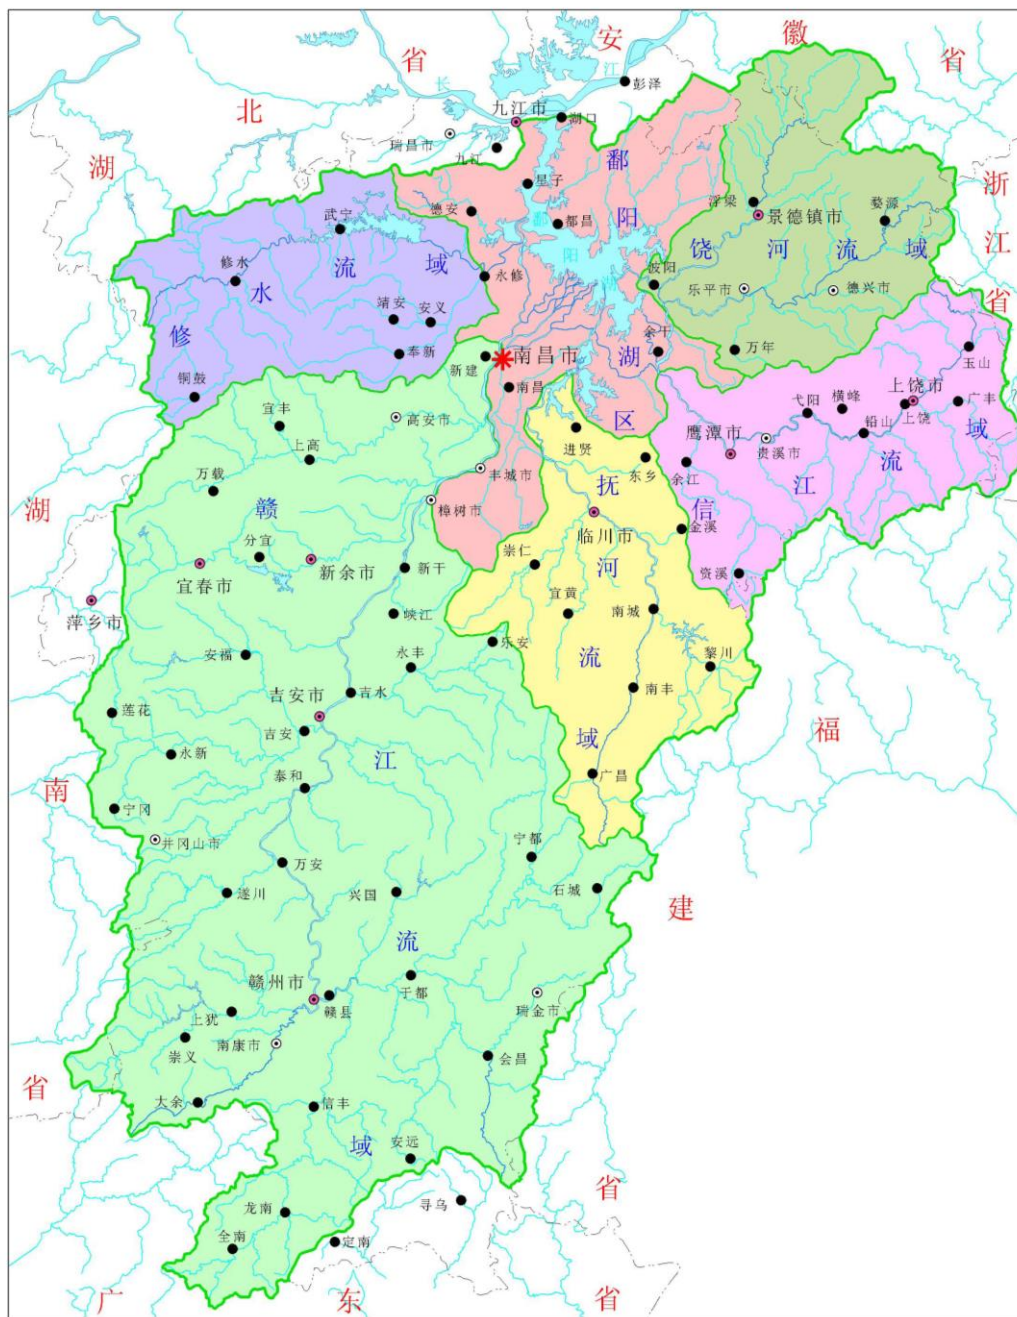 安
徽
省
省
北
湖
长
江
彭泽
九江市
湖口
瑞昌市
九江
鄱
浙
江
省
星子
德安
都昌
阳
浮梁
景德镇市
婺源
武宁
鄱
阳
湖
饶
河
流
域
修水
流
域
永修
波阳
乐平市
德兴市
水
靖安
安义
修
奉新
新建
南昌市
余干
湖
万年
玉山
铜鼓
南昌
区
上饶市
广丰
宜丰
高安市
弋阳
横峰
上饶
铅山
域
上高
进贤
鹰潭市
贵溪市
流
万载
丰城市
东乡
余江
江
湖
赣
抚
信
樟树市
临川市
金溪
分宜
崇仁
河
宜春市
新余市
新干
资溪
萍乡市
峡江
宜黄
南城
安福
永丰
乐安
流
黎川
吉安市
吉水
南丰
莲花
吉安
域
福
永新
江
南
泰和
广昌
宁冈
井冈山市
宁都
万安
遂川
兴国
石城
建
流
赣州市
赣县
于都
瑞金市
上犹
崇义
南康市
会昌
省
大余
信丰
域
安远
省
龙南
寻乌
全南
定南
广
东
省